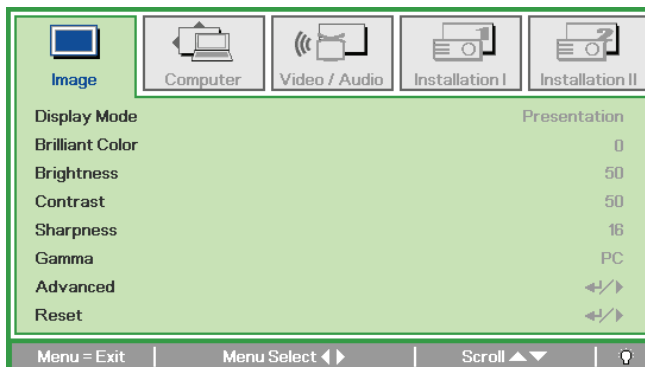 Image Computer Video / Audio Installation I Installation II
Display Mode Presentation
Brilliant Color 0
Brightness 50
Contrast 50
Sharpness 16
Gamma PC
Advanced ↵/▶
Reset ↵/▶
Menu = Exit Menu Select ◀▶ Scroll ▲▼